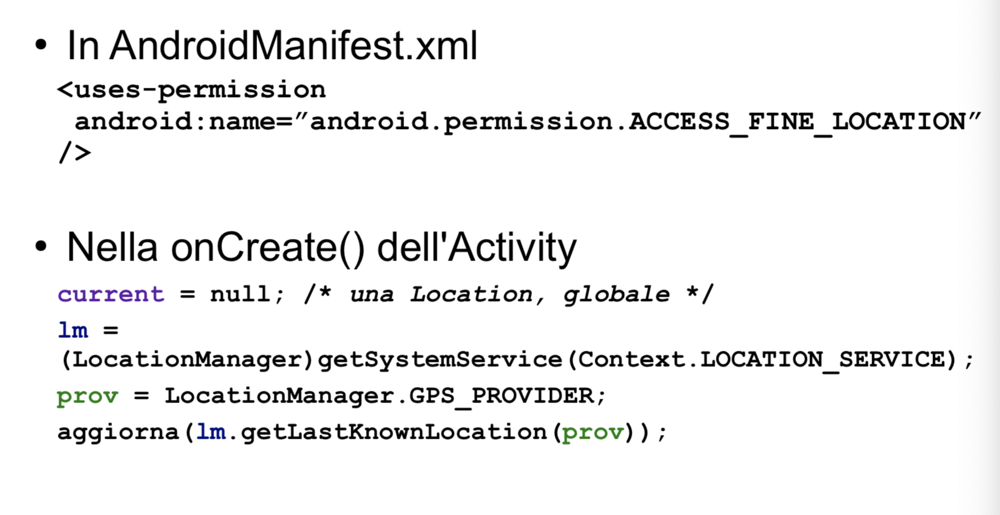 • In AndroidManifest.xml
<uses-permission
android:name=”android.permission.ACCESS_FINE_LOCATION”
/>
• Nella onCreate() dell'Activity
current = null; /* una Location, globale */
lm =
(LocationManager)getSystemService(Context.LOCATION_SERVICE);
prov = LocationManager.GPS_PROVIDER;
aggiorna(lm.getLastKnownLocation(prov));